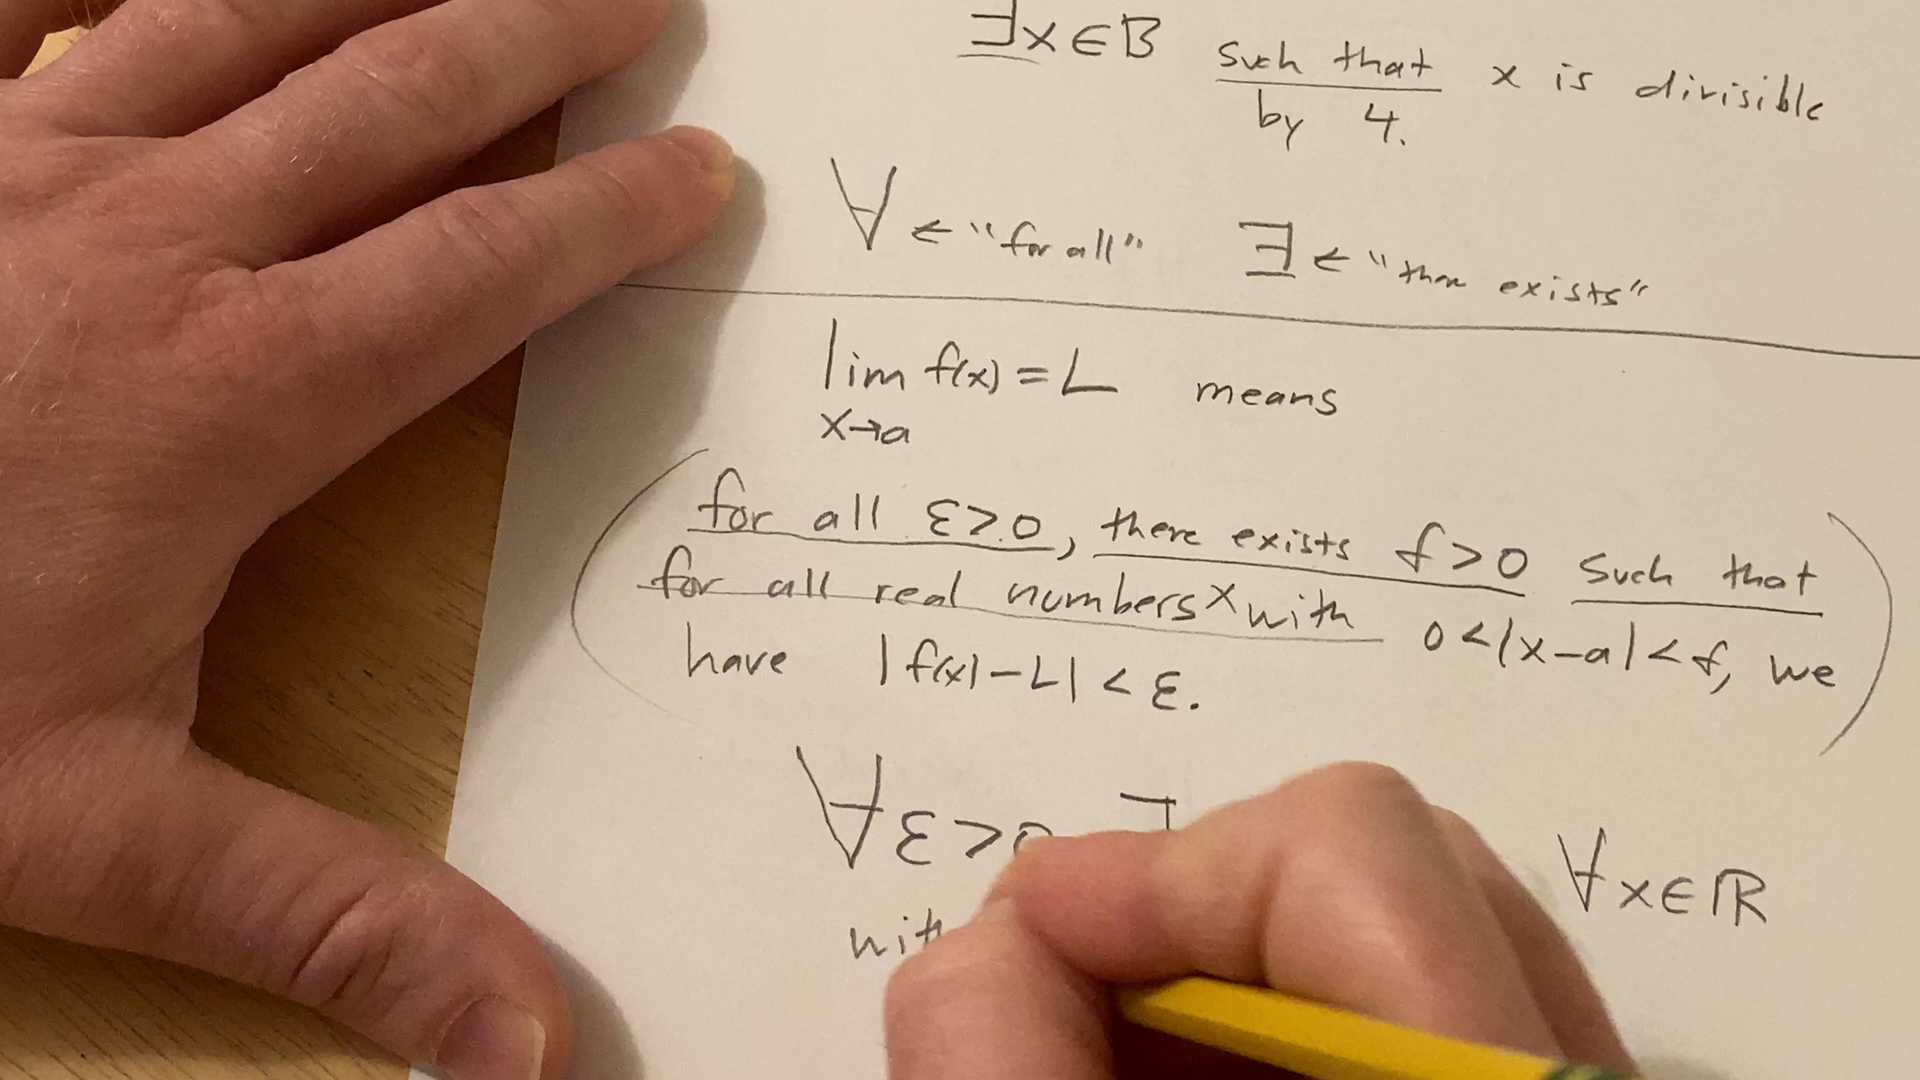 ∃x ∈ B such that x is divisible
by 4.
∀ ← "for all" ∃ ← "there exists"
lim f(x) = L means
x→a
for all ε>0, there exists δ>0 such that
for all real numbers x with 0<|x-a|<δ, we
have |f(x)-L| < ε.
∀ε>0 ∀x∈ℝ
with